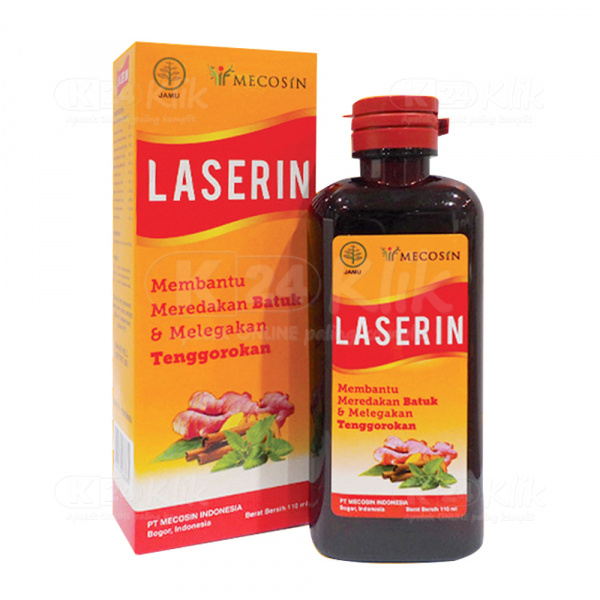 JAMU
MECOSIN
LASERIN
Membantu
Meredakan Batuk
& Melegakan
Tenggorokan
PT MECOSIN INDONESIA
Bogor, Indonesia
Berat Bersih 110 ml
JAMU
MECOSIN
LASERIN
Membantu
Meredakan Batuk
& Melegakan
Tenggorokan
PT MECOSIN INDONESIA
Bogor, Indonesia
Berat Bersih 110 ml
K24Klik